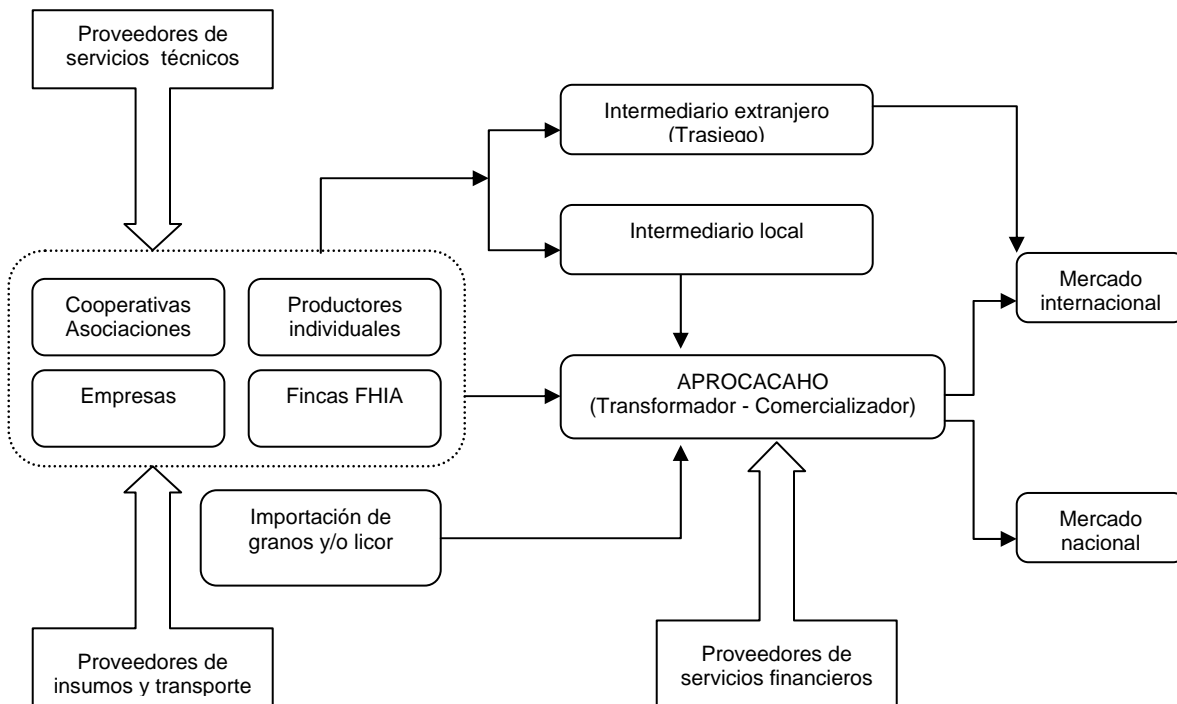 Proveedores de
servicios técnicos
Intermediario extranjero
(Trasiego)
Intermediario local
Cooperativas
Asociaciones
Productores
individuales
Empresas
Fincas FHIA
Mercado
internacional
APROCACAHO
(Transformador - Comercializador)
Importación de
granos y/o licor
Mercado
nacional
Proveedores de
insumos y transporte
Proveedores de
servicios financieros